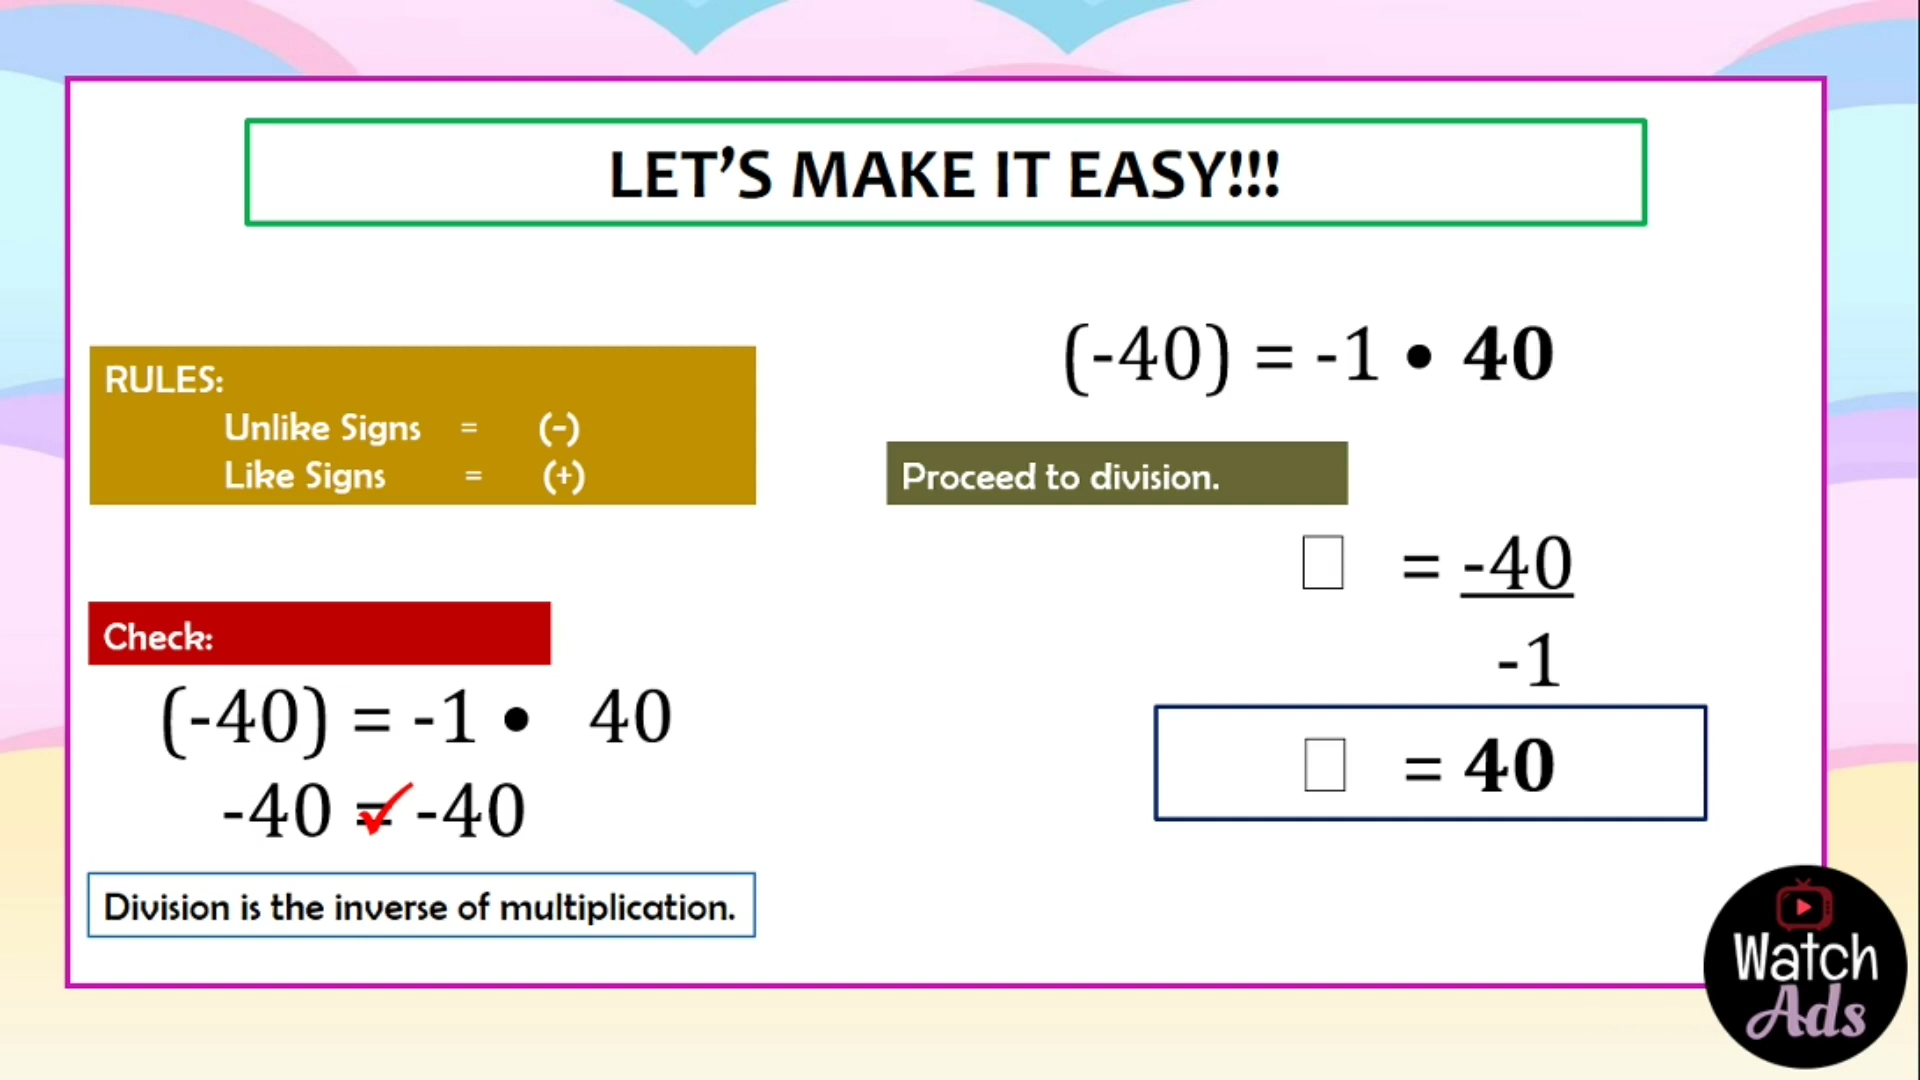 LET'S MAKE IT EASY!!!
RULES:
Unlike Signs = (-)
Like Signs = (+)
Check:
(-40) = -1 • 40
-40 = -40
Division is the inverse of multiplication.
(-40) = -1 • 40
Proceed to division.
□ = -40
-1
□ = 40
Watch
Ads